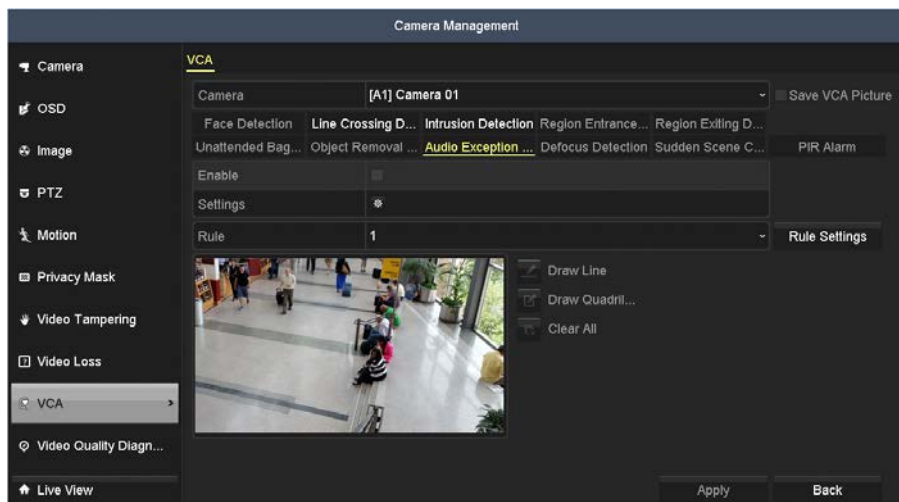 Camera Management
Camera
OSD
Image
PTZ
Motion
Privacy Mask
Video Tampering
Video Loss
VCA
Video Quality Diagn...
Live View
VCA
Camera [A1] Camera 01 Save VCA Picture
Face Detection Line Crossing D... Intrusion Detection Region Entrance... Region Exiting D...
Unattended Bag... Object Removal ... Audio Exception ... Defocus Detection Sudden Scene C... PIR Alarm
Enable
Settings
Rule 1 Rule Settings
Draw Line
Draw Quadril...
Clear All
Apply Back